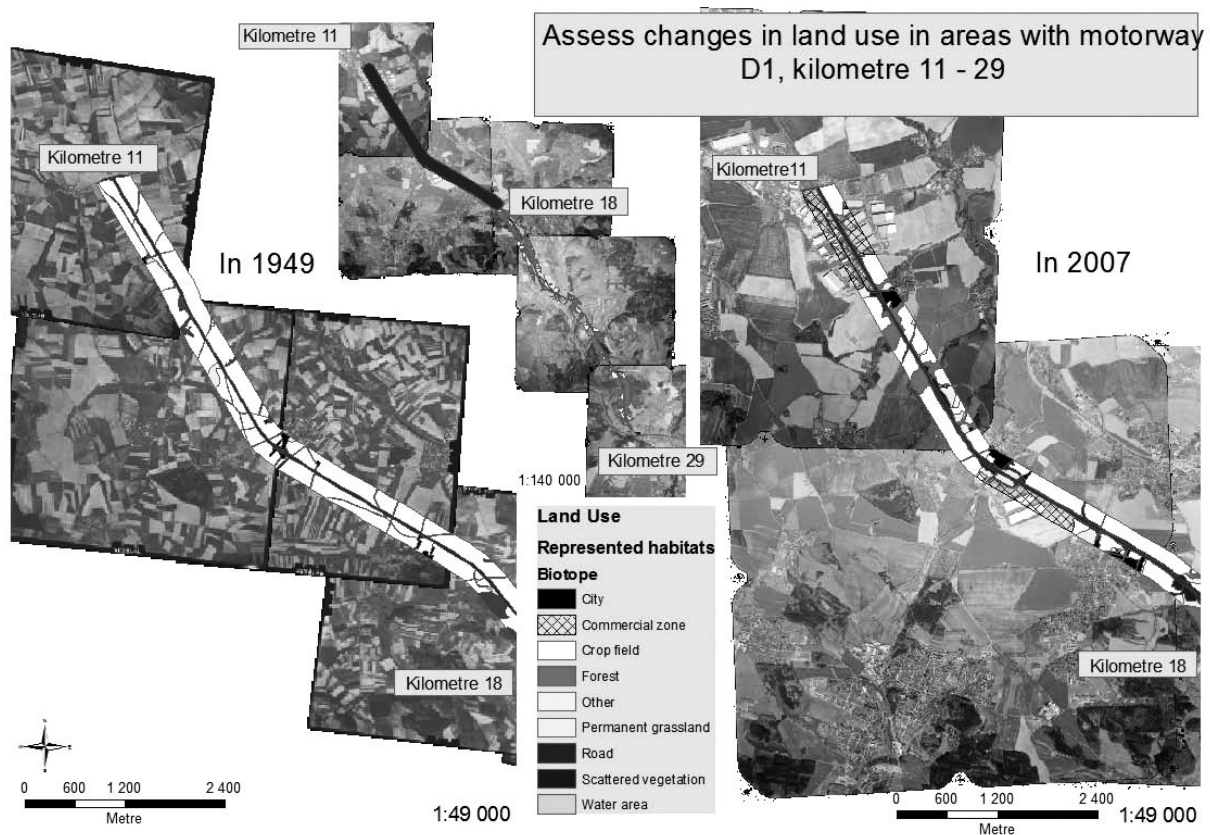 Assess changes in land use in areas with motorway
D1, kilometre 11 - 29
Kilometre 11
Kilometre 18
Kilometre 29
1:140 000
Kilometre 11
In 1949
Kilometre 18
0 1 200 2 400
Metre
1:49 000
Land Use
Represented habitats
Biotope
City
Commercial zone
Crop field
Forest
Other
Permanent grassland
Road
Scattered vegetation
Water area
Kilometre11
In 2007
Kilometre 18
0 600 1 200 2 400
Metre
1:49 000